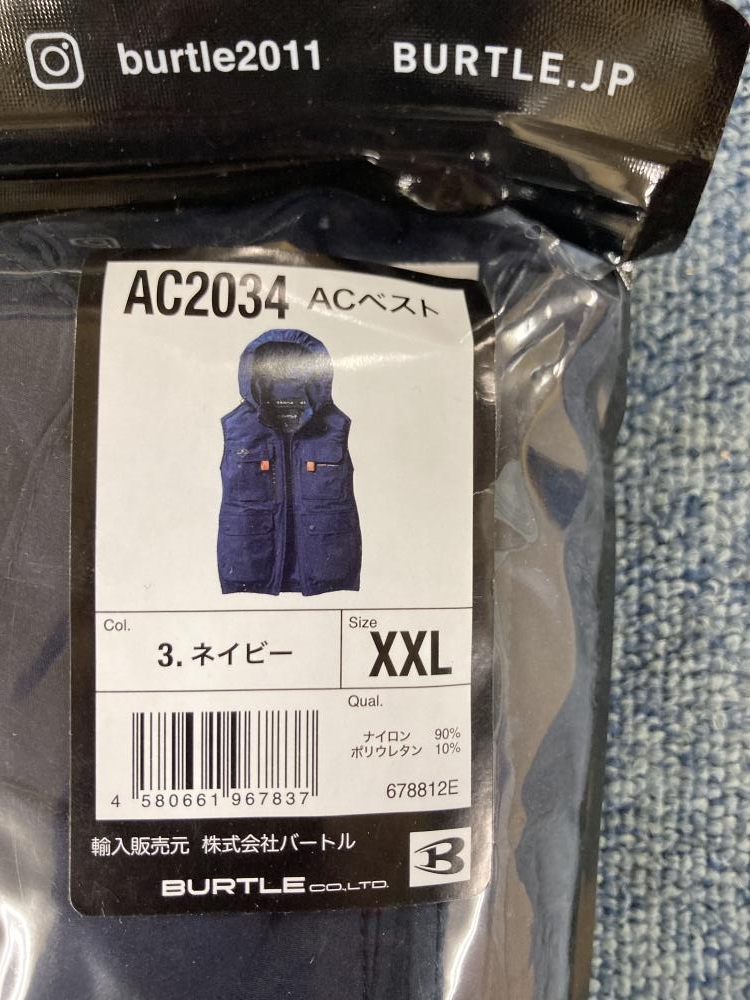 burtle2011 BURTLE.JP
AC2034 ACベスト
Col.
3.ネイビー
Size
XXL
Qual.
ナイロン 90%
ポリウレタン 10%
4 580661 967837
678812E
輸入販売元 株式会社バートル
BURTLE CO.,LTD.
B